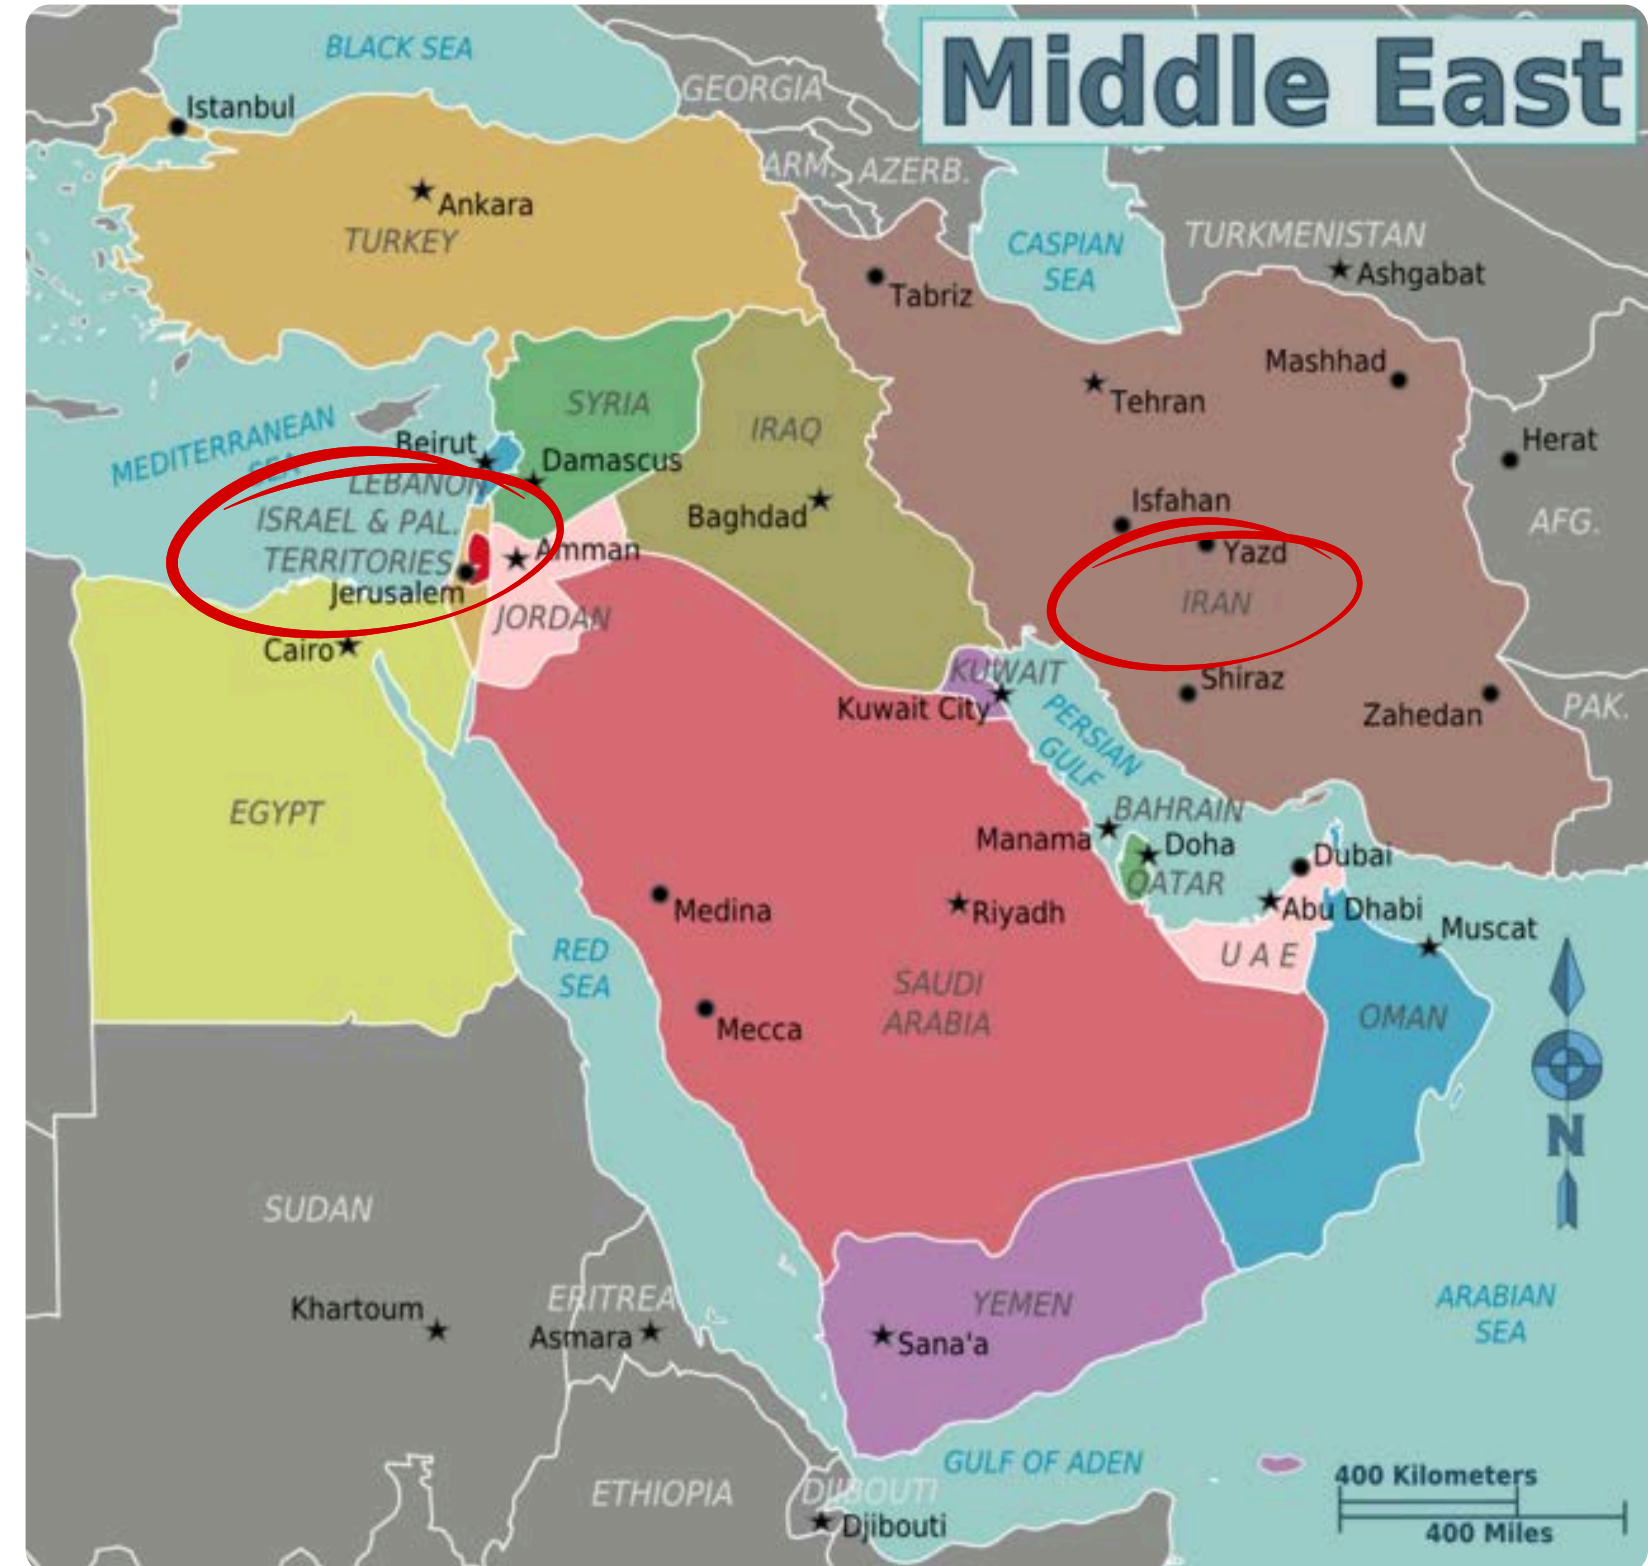 Middle East
BLACK SEA
GEORGIA
Istanbul
ARM.
AZERB.
Ankara
TURKEY
CASPIAN
SEA
TURKMENISTAN
Ashgabat
Tabriz
Mashhad
Tehran
SYRIA
IRAQ
MEDITERRANEAN
SEA
Beirut
Damascus
Herat
LEBANON
Isfahan
Baghdad
ISRAEL & PAL.
TERRITORIES
AFG.
Amman
Yazd
Jerusalem
IRAN
JORDAN
Cairo
KUWAIT
Kuwait City
Shiraz
Zahedan
PAK.
PERSIAN
GULF
EGYPT
BAHRAIN
Manama
Doha
QATAR
Dubai
Abu Dhabi
Medina
Riyadh
Muscat
RED
SEA
U A E
SAUDI
ARABIA
Mecca
OMAN
N
SUDAN
ERITREA
Khartoum
Asmara
YEMEN
Sana'a
ARABIAN
SEA
GULF OF ADEN
ETHIOPIA
DJIBOUTI
Djibouti
400 Kilometers
400 Miles